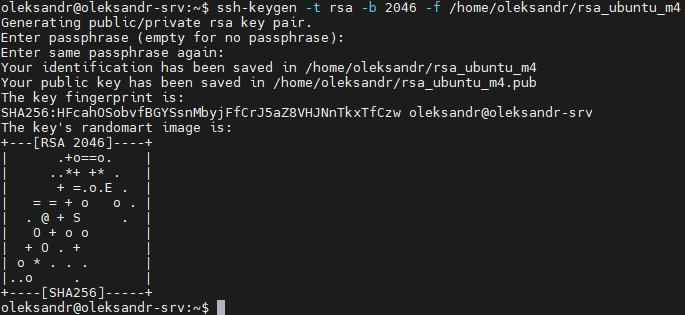 oleksandr@oleksandr-srv:~$ ssh-keygen -t rsa -b 2046 -f /home/oleksandr/rsa_ubuntu_m4
Generating public/private rsa key pair.
Enter passphrase (empty for no passphrase):
Enter same passphrase again:
Your identification has been saved in /home/oleksandr/rsa_ubuntu_m4
Your public key has been saved in /home/oleksandr/rsa_ubuntu_m4.pub
The key fingerprint is:
SHA256:HFcahOSobvfBGYSsnMbyjFfCrJ5aZ8VHJNnTkxTfCzw oleksandr@oleksandr-srv
The key's randomart image is:
+---[RSA 2046]----+
|      .+o==o.    |
|     ..*+ +* .   |
|      + =.o.E .  |
|   = = + o   o . |
|  . @ + S     .  |
|   O + o o       |
|  + O . +        |
| o * . . .       |
|..o     .        |
+----[SHA256]-----+
oleksandr@oleksandr-srv:~$